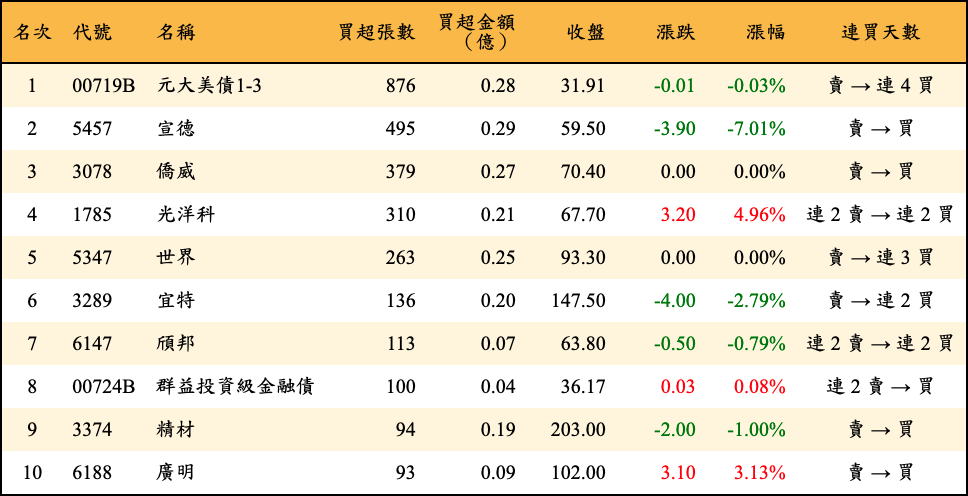 名次 代號 名稱 買超張數 買超金額（億） 收盤 漲跌 漲幅 連買天數
1 00719B 元大美債1-3 876 0.28 31.91 -0.01 -0.03% 賣 → 連 4 買
2 5457 宣德 495 0.29 59.50 -3.90 -7.01% 賣 → 買
3 3078 僑威 379 0.27 70.40 0.00 0.00% 賣 → 買
4 1785 光洋科 310 0.21 67.70 3.20 4.96% 連 2 賣 → 連 2 買
5 5347 世界 263 0.25 93.30 0.00 0.00% 賣 → 連 3 買
6 3289 宜特 136 0.20 147.50 -4.00 -2.79% 賣 → 連 2 買
7 6147 頎邦 113 0.07 63.80 -0.50 -0.79% 連 2 賣 → 連 2 買
8 00724B 群益投資級金融債 100 0.04 36.17 0.03 0.08% 連 2 賣 → 買
9 3374 精材 94 0.19 203.00 -2.00 -1.00% 賣 → 買
10 6188 廣明 93 0.09 102.00 3.10 3.13% 賣 → 買